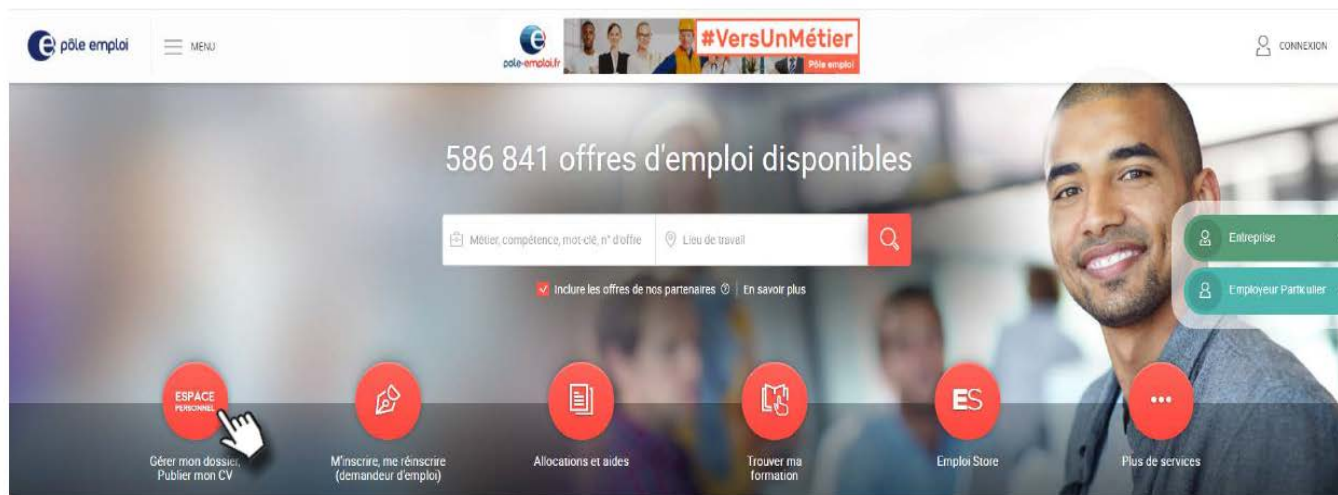 pôle emploi
MENU
pole-emploi.fr
#VersUnMétier
Pôle emploi
CONNEXION
586 841 offres d'emploi disponibles
Métier, compétence, mot-clé, n° d'offre
Lieu de travail
Inclure les offres de nos partenaires ? | En savoir plus
Entreprise
Employeur Particulier
ESPACE
PERSONNEL
ES
Gérer mon dossier,
Publier mon CV
M'inscrire, me réinscrire
(demandeur d'emploi)
Allocations et aides
Trouver ma
formation
Emploi Store
Plus de services